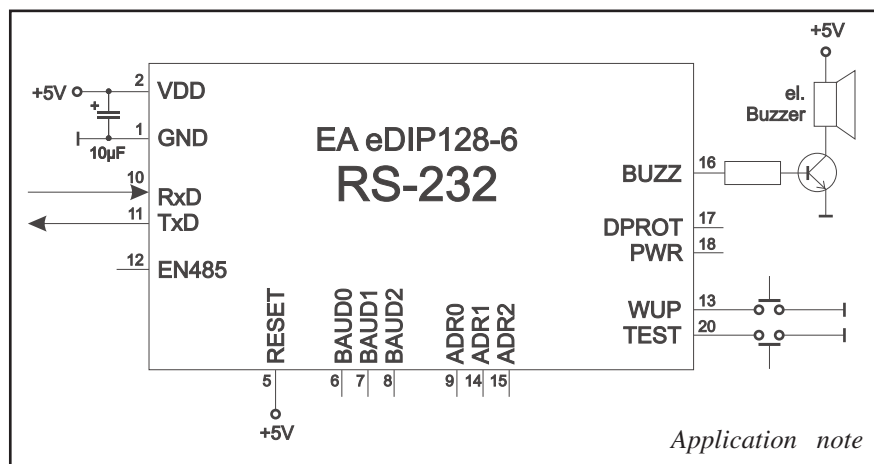 +5V
2
VDD
+5V
+
1
GND
10µF
EA eDIP128-6
RS-232
el.
Buzzer
10
RxD
11
TxD
12
EN485
BUZZ
16
DPROT
17
PWR
18
WUP
13
TEST
20
RESET
BAUD0
BAUD1
BAUD2
ADR0
ADR1
ADR2
5
6
7
8
9
14
15
+5V
Application note